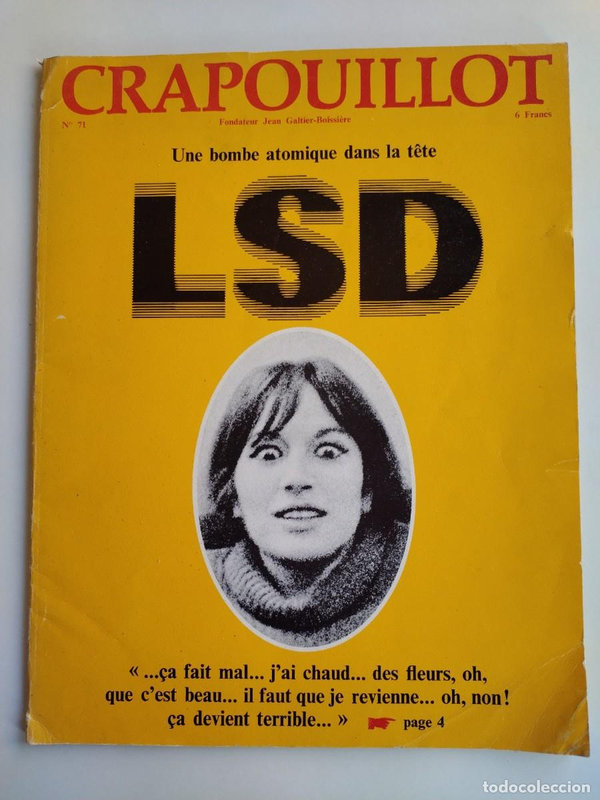 CRAPOUILLOT
N° 71 Fondateur Jean Galtier-Boissière 6 Francs
Une bombe atomique dans la tête
LSD
« ...ça fait mal... j'ai chaud... des fleurs, oh,
que c'est beau... il faut que je revienne... oh, non!
ça devient terrible... » page 4
todocoleccion